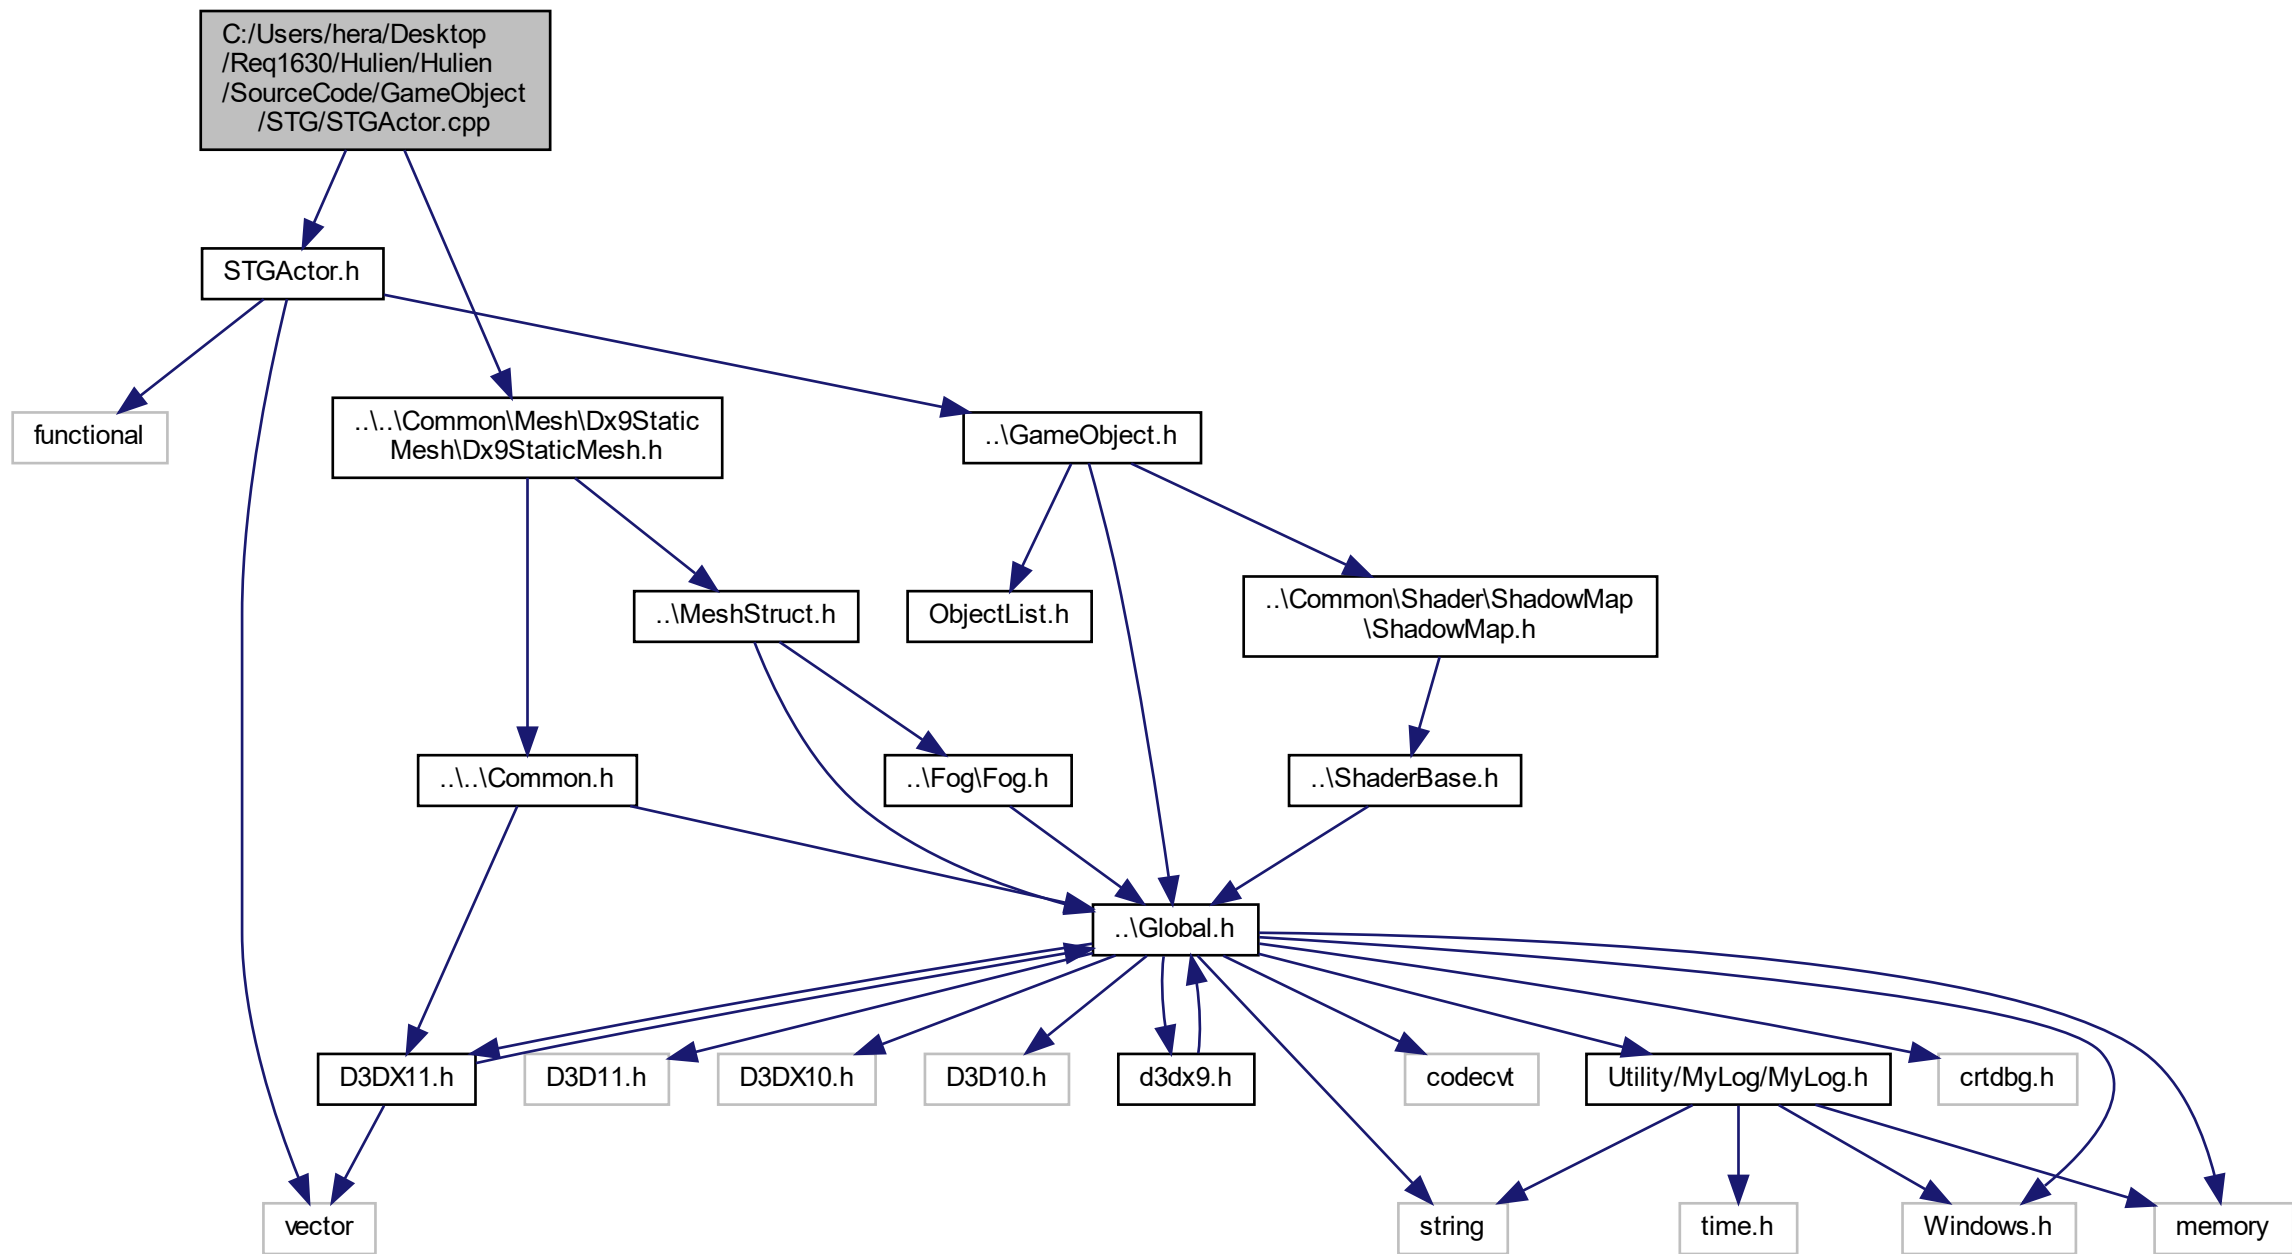 C:/Users/hera/Desktop
/Req1630/Hulien/Hulien
/SourceCode/GameObject
/STG/STGActor.cpp
STGActor.h
functional
..\..\Common\Mesh\Dx9Static
Mesh\Dx9StaticMesh.h
..\GameObject.h
..\MeshStruct.h
ObjectList.h
..\Common\Shader\ShadowMap
\ShadowMap.h
..\..\Common.h
..\Fog\Fog.h
..\ShaderBase.h
..\Global.h
D3DX11.h
D3D11.h
D3DX10.h
D3D10.h
d3dx9.h
codecvt
Utility/MyLog/MyLog.h
crtdbg.h
vector
string
time.h
Windows.h
memory